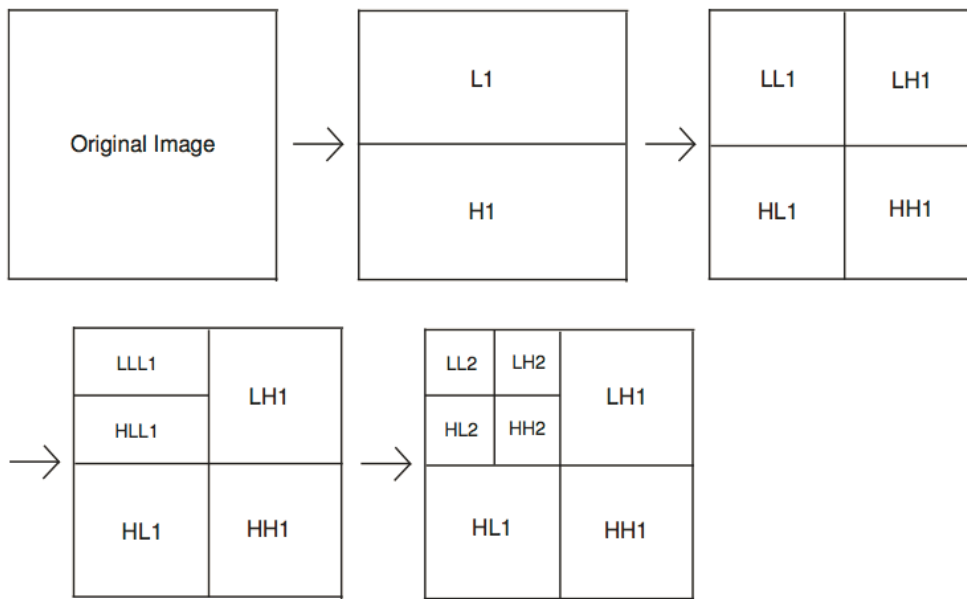 Original Image
L1
H1
LL1 LH1
HL1 HH1
LLL1
HLL1
LH1
HL1 HH1
LL2 LH2
HL2 HH2
LH1
HL1 HH1